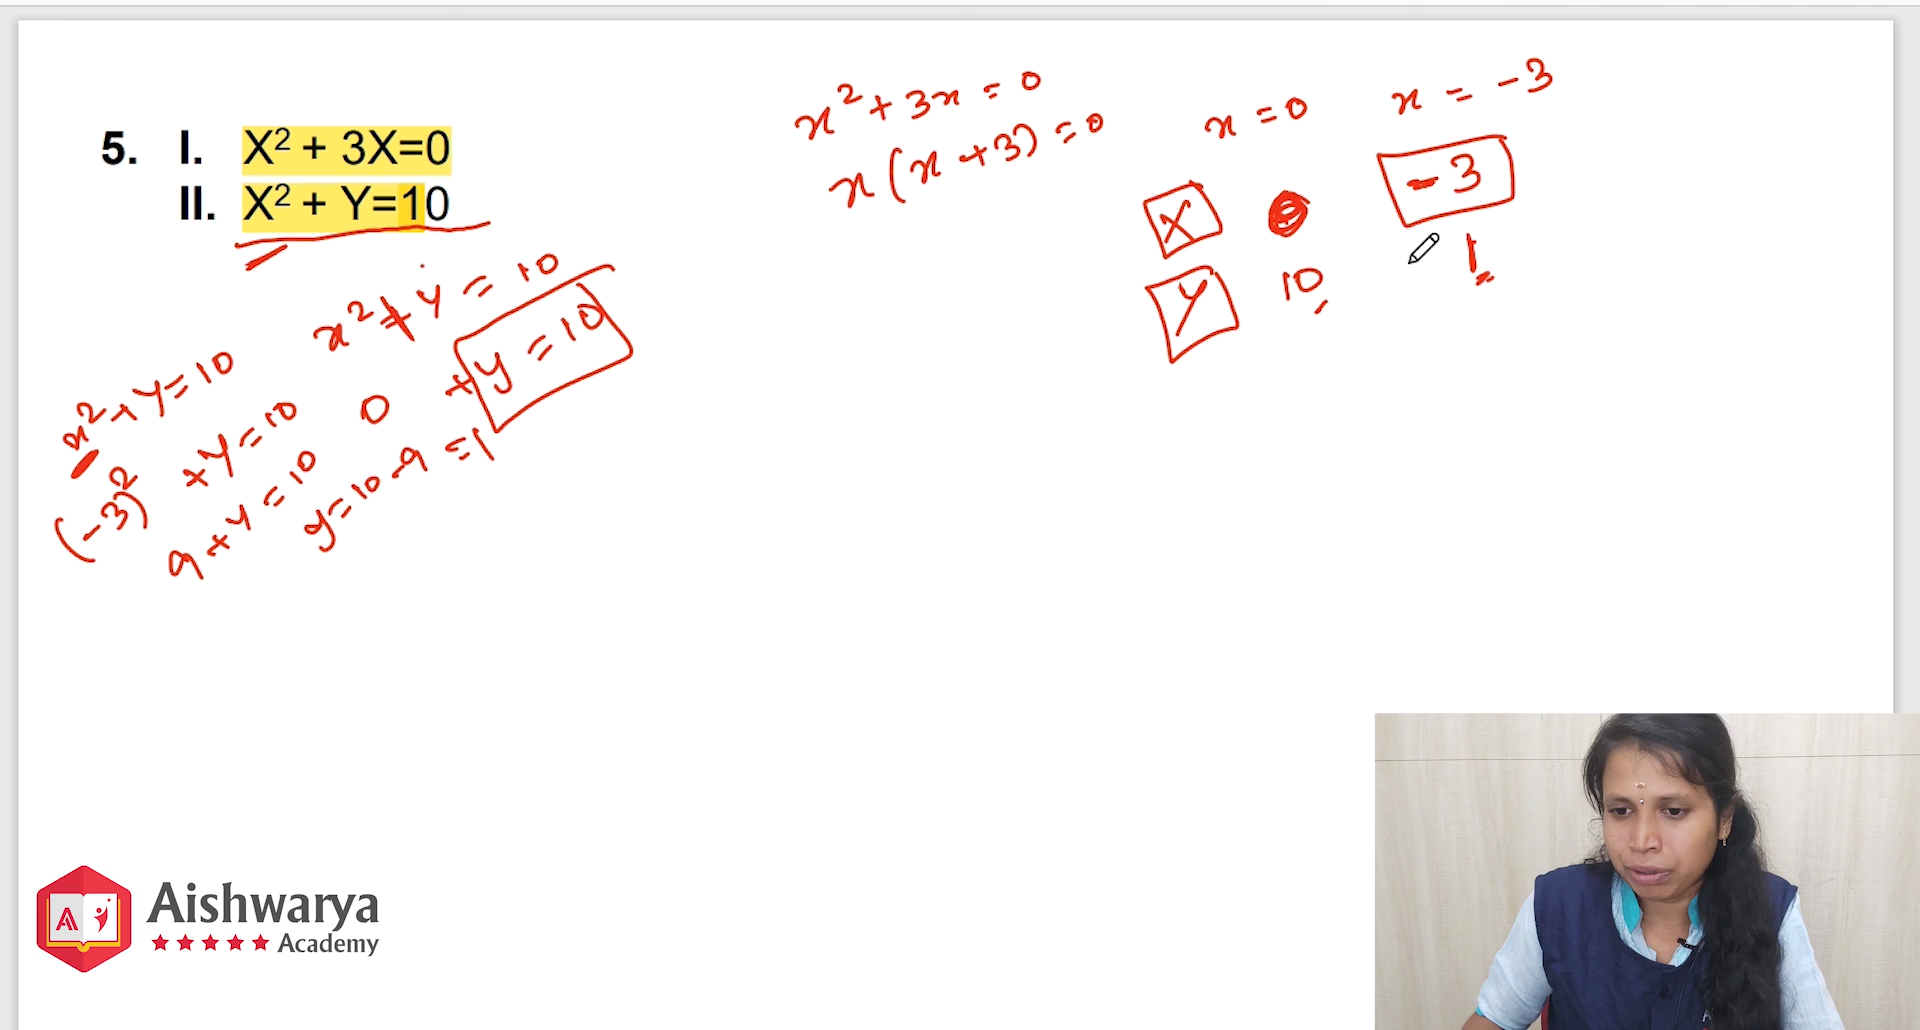 5. I. X² + 3X=0
II. X² + Y=10
x² + 3x = 0
x(x + 3) = 0
x = 0
x = -3
X
-3
Y 10 1
x² + y = 10
0 + y = 10
x² + y = 10
(-3)² + y = 10
9 + y = 10
y = 10 - 9 = 1
A
Aishwarya
Academy